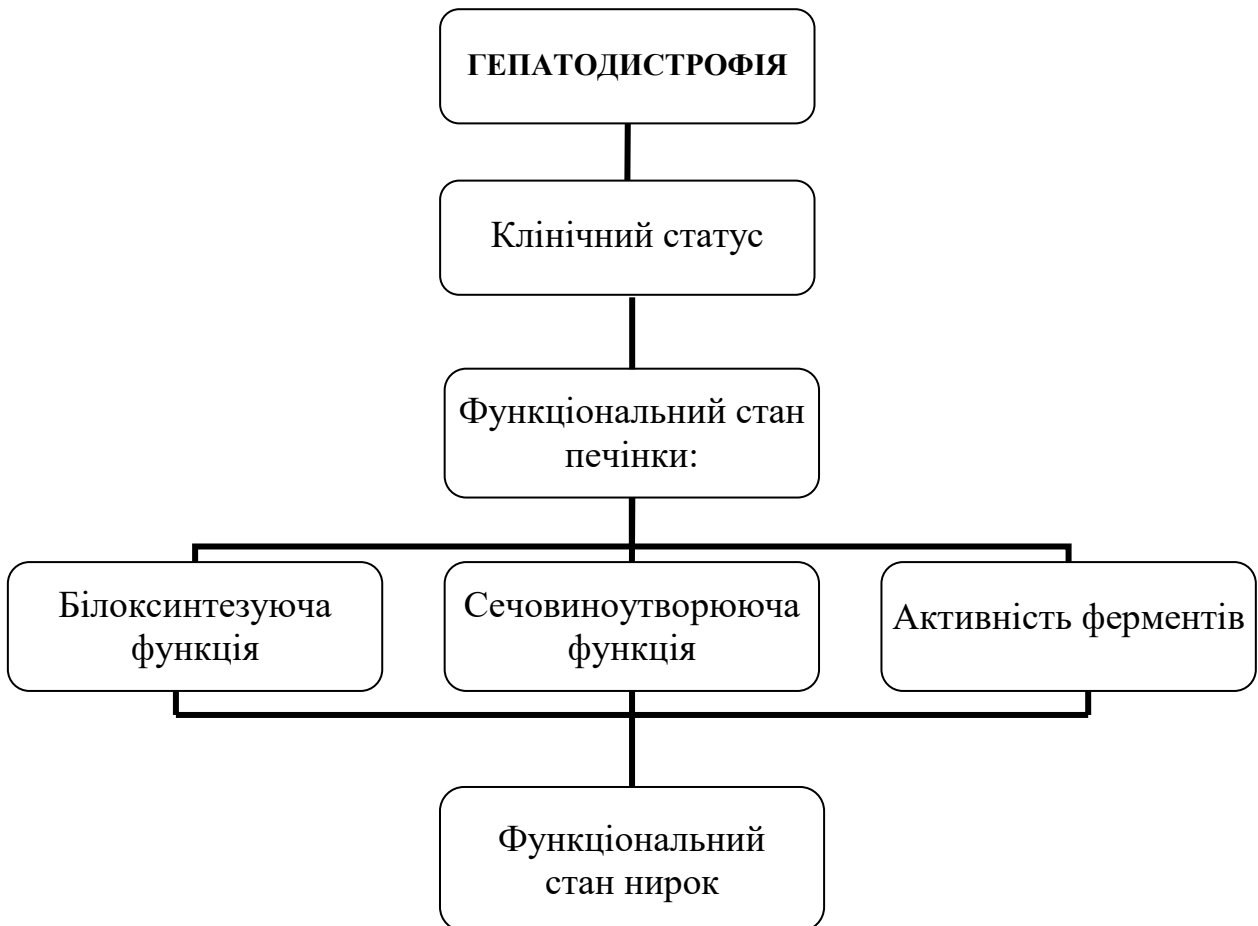 ГЕПАТОДИСТРОФІЯ
Клінічний статус
Функціональний стан
печінки:
Білоксинтезуюча
функція
Сечовиноутворююча
функція
Активність ферментів
Функціональний
стан нирок